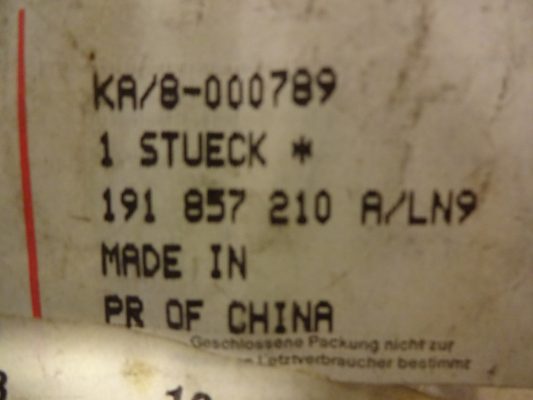 KA/8-000789
1 STUECK *
191 857 210 A/LN9
MADE IN
PR OF CHINA
Geschlossene Packung nicht zur
Letztverbraucher bestimmt